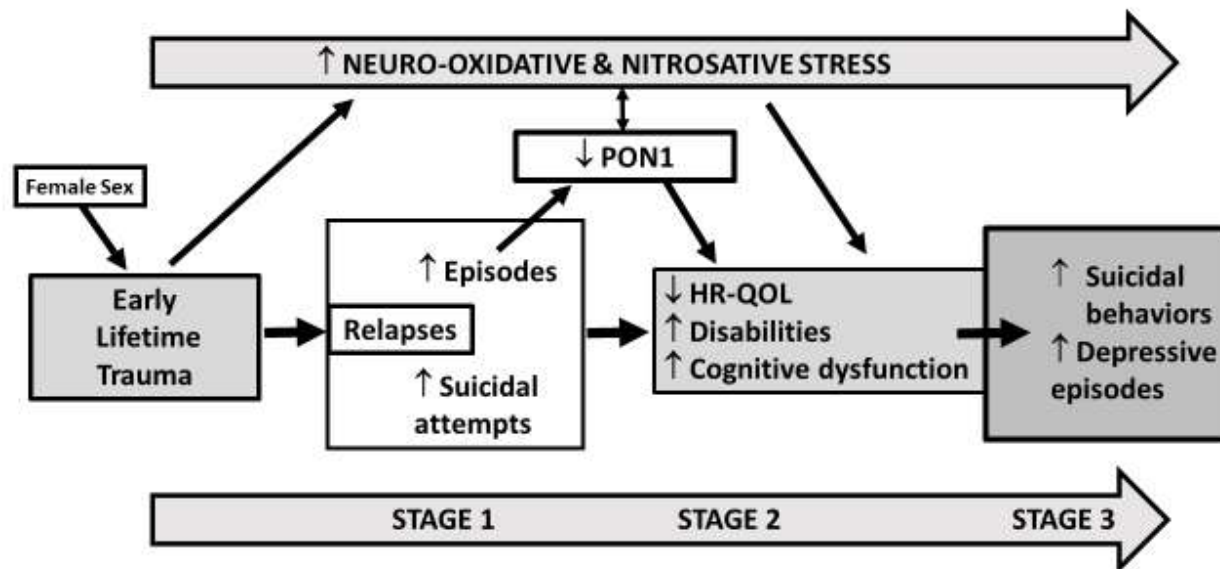 ↑ NEURO-OXIDATIVE & NITROSATIVE STRESS
↓ PON1
Female Sex
Early
Lifetime
Trauma
↑ Episodes
Relapses
↑ Suicidal
attempts
↓ HR-QOL
↑ Disabilities
↑ Cognitive dysfunction
↑ Suicidal
behaviors
↑ Depressive
episodes
STAGE 1 STAGE 2 STAGE 3